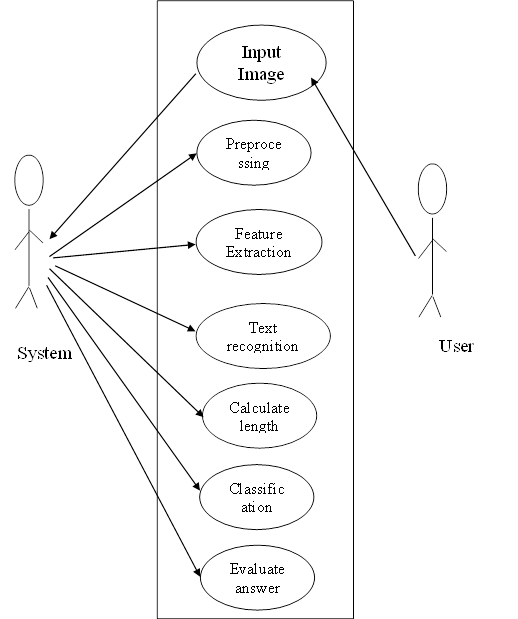 Input
Image
Preproce
ssing
Feature
Extraction
Text
recognition
System
User
Calculate
length
Classific
ation
Evaluate
answer